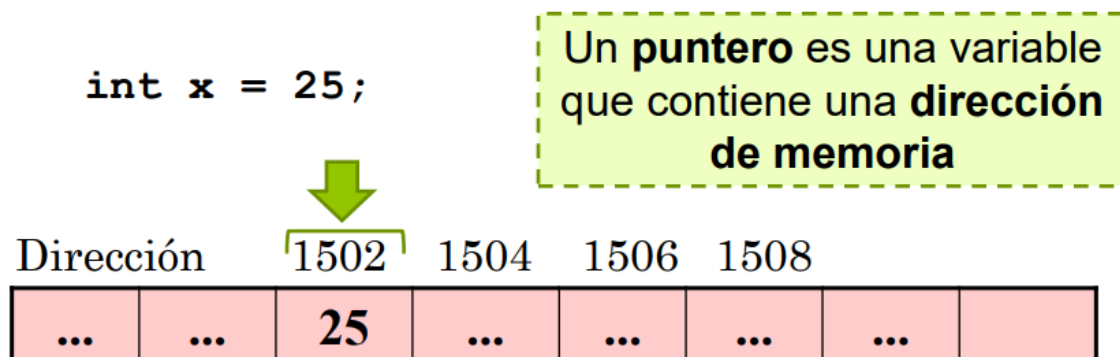 int x = 25;
Un puntero es una variable
que contiene una dirección
de memoria
Dirección 1502 1504 1506 1508
... ... 25 ... ... ... ...